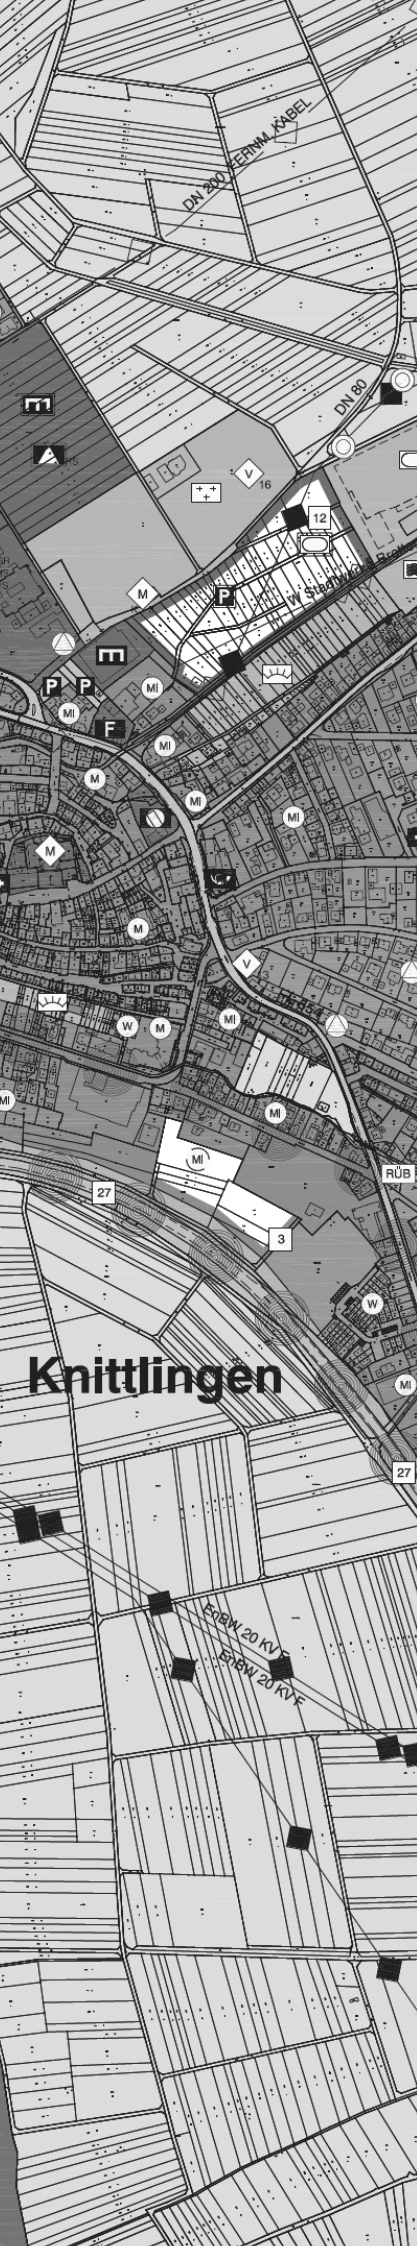 DN 200 FERNM. KABEL
DN 80
V
16
12
M
P
P
P
MI
MI
F
MI
M
MI
MI
M
M
V
W
M
MI
MI
MI
MI
27
RÜB
3
W
Knittlingen
MI
27
EnBW 20 KV F
EnBW 20 KV F